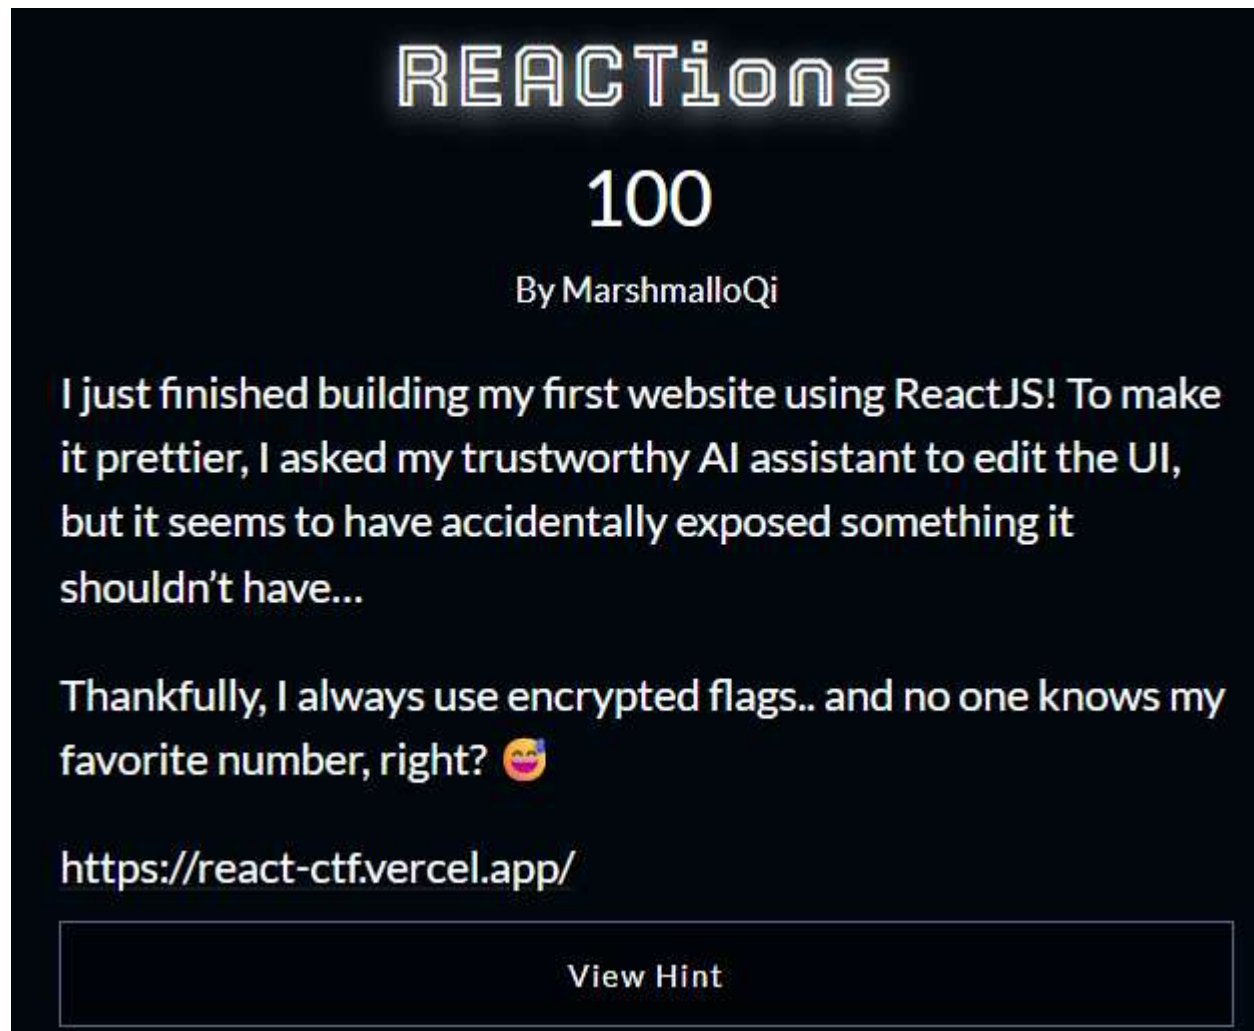 REACTions
100
By MarshmalloQi
I just finished building my first website using ReactJS! To make
it prettier, I asked my trustworthy AI assistant to edit the UI,
but it seems to have accidentally exposed something it
shouldn’t have...
Thankfully, I always use encrypted flags.. and no one knows my
favorite number, right? 😅
https://react-ctf.vercel.app/
View Hint